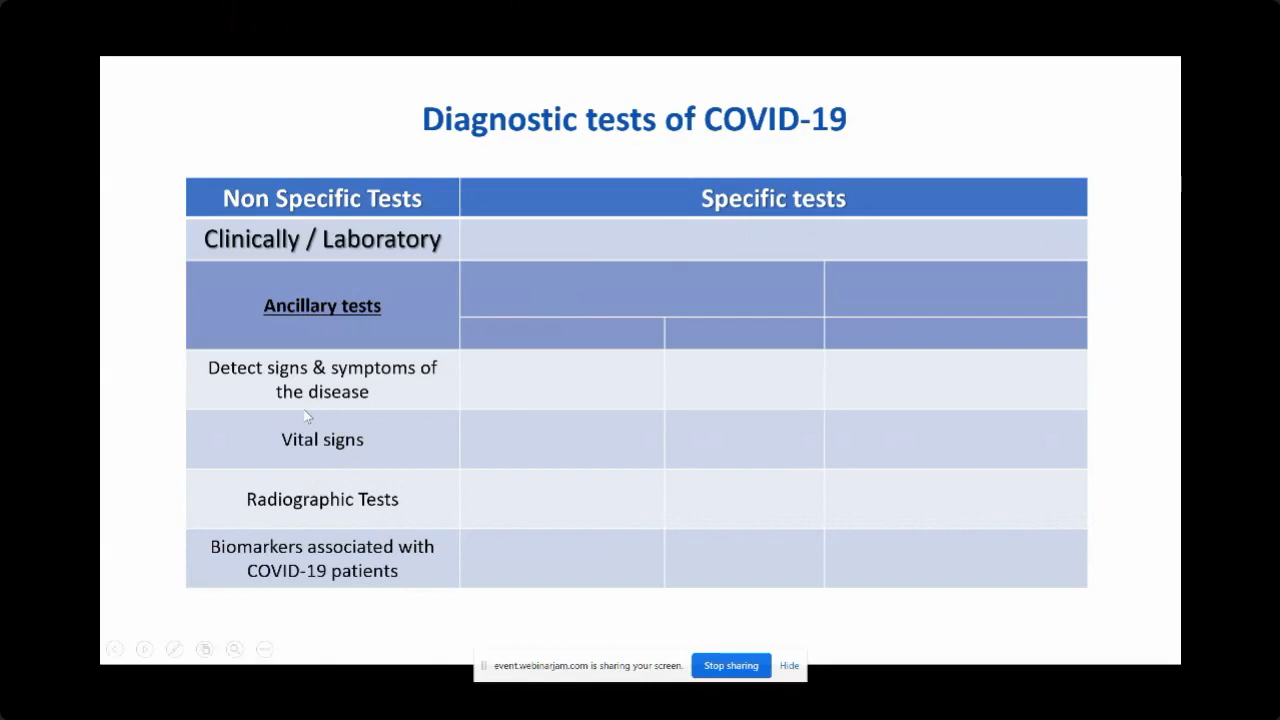 Diagnostic tests of COVID-19
Non Specific Tests
Specific tests
Clinically / Laboratory
Ancillary tests
Detect signs & symptoms of
the disease
Vital signs
Radiographic Tests
Biomarkers associated with
COVID-19 patients
event.webinarjam.com is sharing your screen.
Stop sharing
Hide